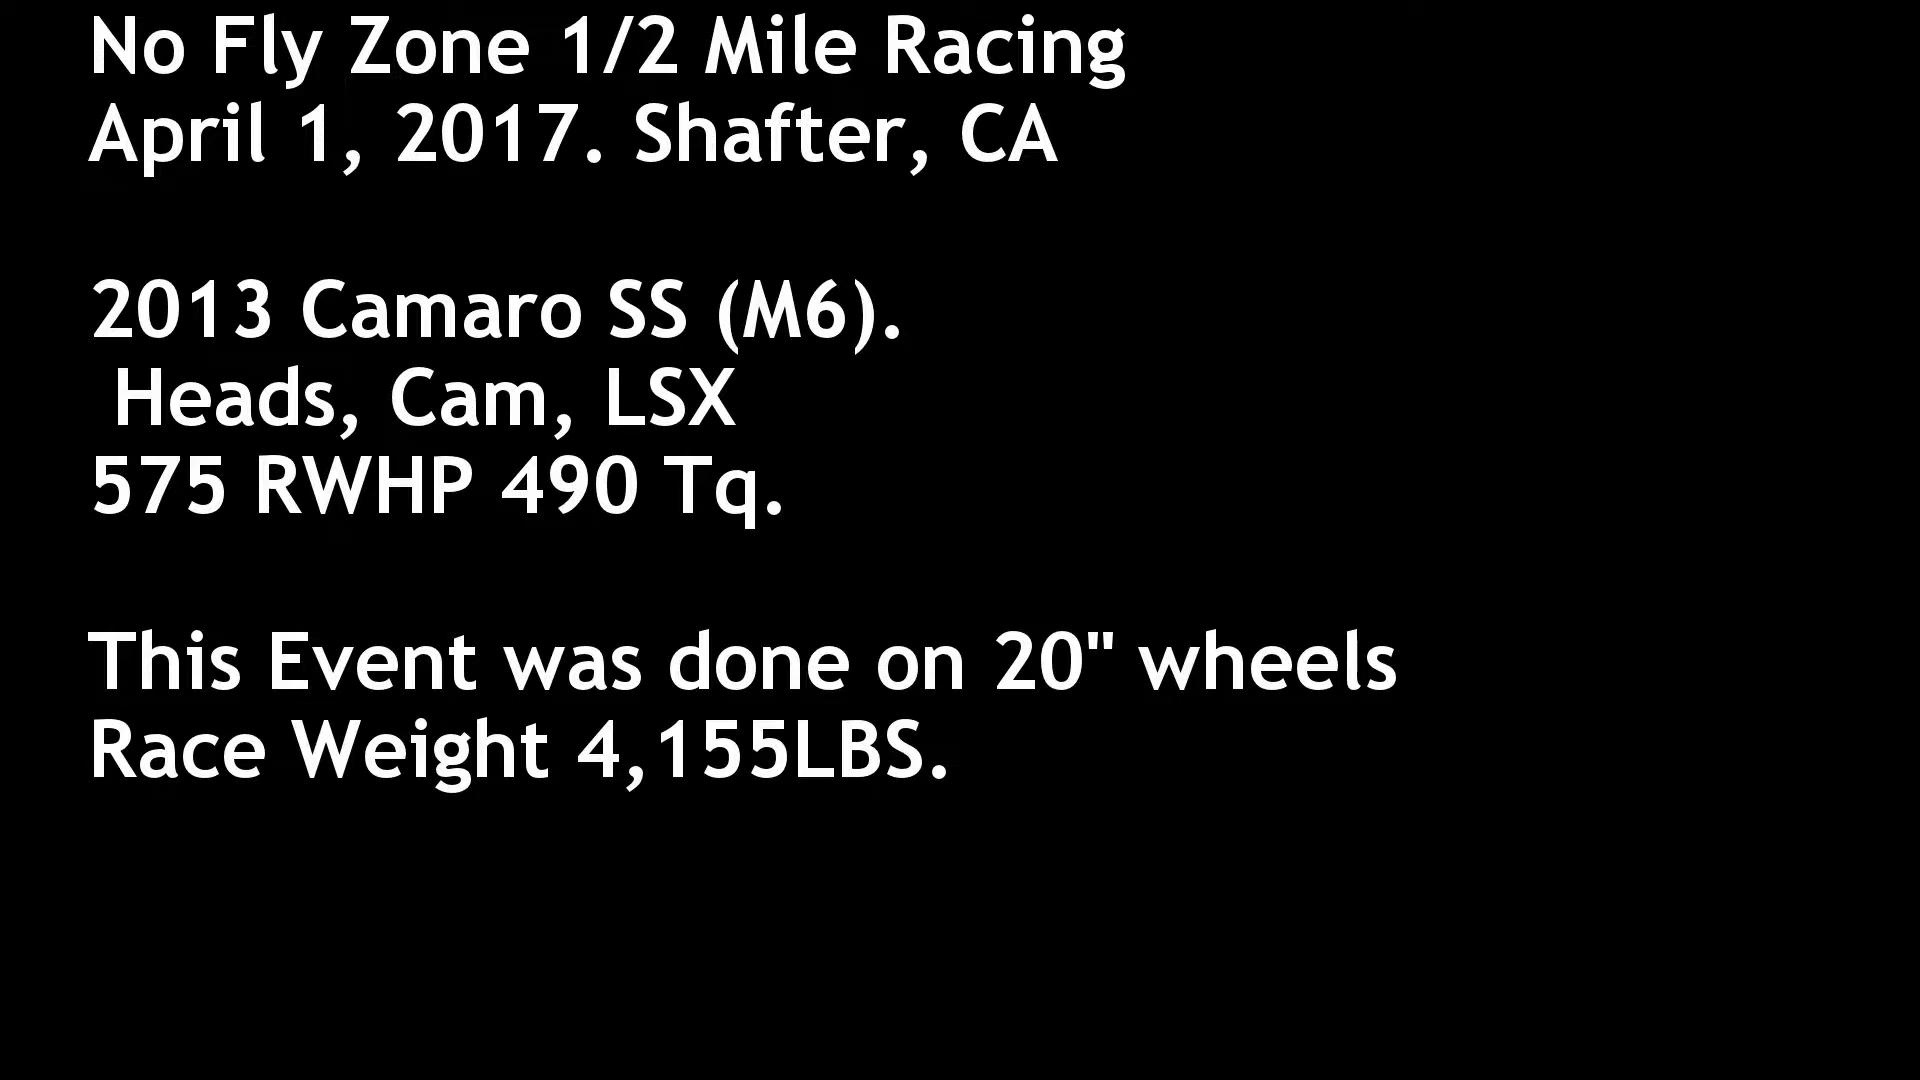 No Fly Zone 1/2 Mile Racing
April 1, 2017. Shafter, CA
2013 Camaro SS (M6).
Heads, Cam, LSX
575 RWHP 490 Tq.
This Event was done on 20" wheels
Race Weight 4,155LBS.